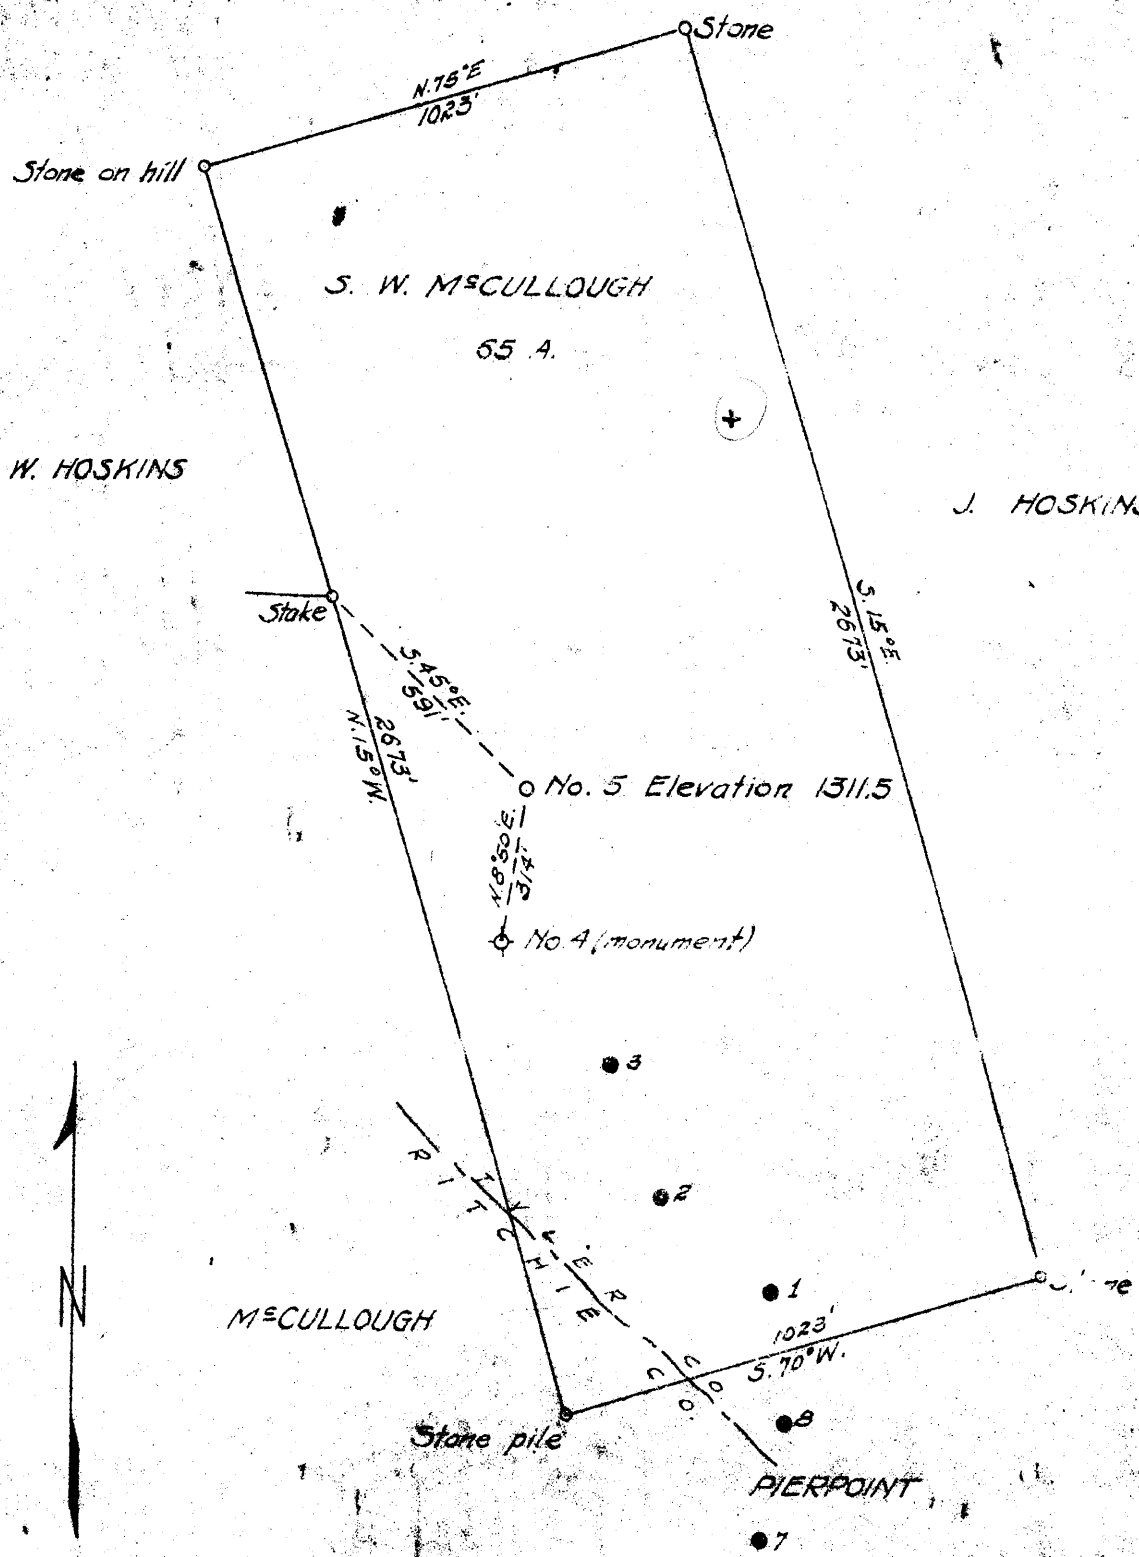 Stone
N. 75° E
1023'
Stone on hill
S. W. McCULLOUGH
65 A.
W. HOSKINS
J. HOSKINS
Stake
S. 15° E.
2673'
S. 45° E.
591'
2673'
N. 15° W.
No. 5 Elevation 1311.5
N. 8° 50' E.
314'
No. 4 (monument)
3
RITCHIE CO.
2
1
N
McCULLOUGH
1023'
S. 70° W.
Stone pile
8
PIERPOINT
7